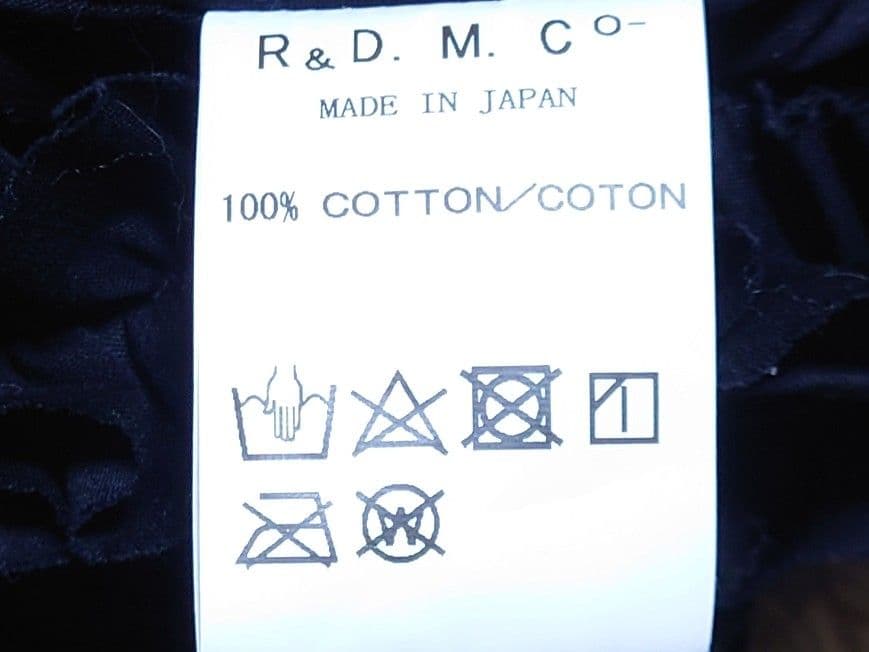 R & D. M. Co-
MADE IN JAPAN
100% COTTON/COTON
W